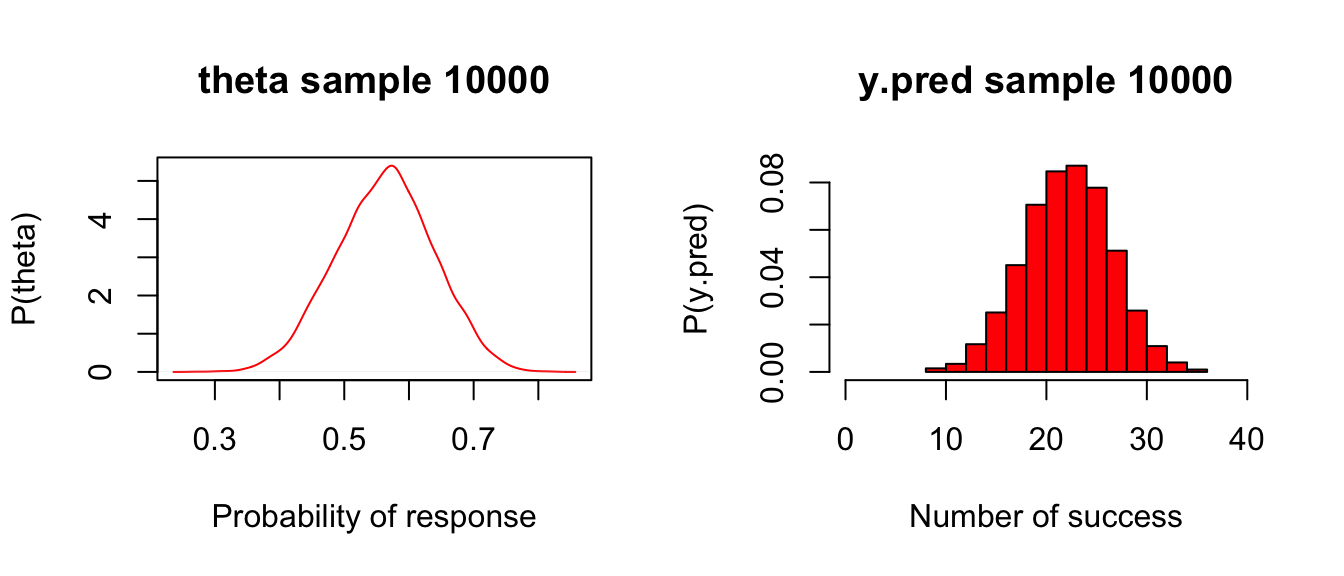 theta sample 10000
P(theta)
0 2 4
0.3 0.5 0.7
Probability of response
y.pred sample 10000
P(y.pred)
0.00 0.04 0.08
0 10 20 30 40
Number of success